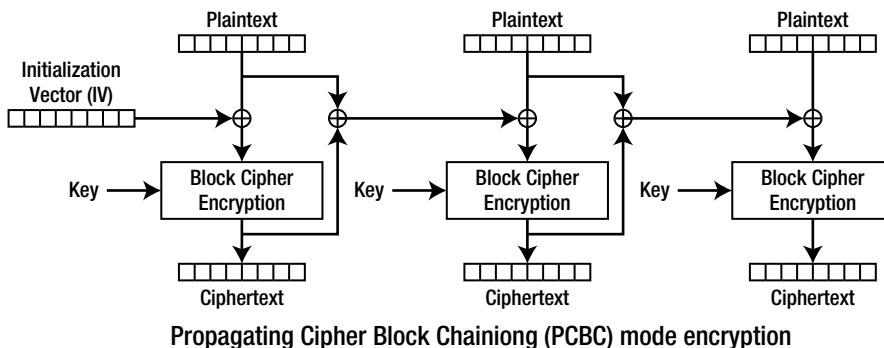 Plaintext
Plaintext
Plaintext
Initialization
Vector (IV)
Key
Block Cipher
Encryption
Key
Block Cipher
Encryption
Key
Block Cipher
Encryption
Ciphertext
Ciphertext
Ciphertext
Propagating Cipher Block Chainiong (PCBC) mode encryption